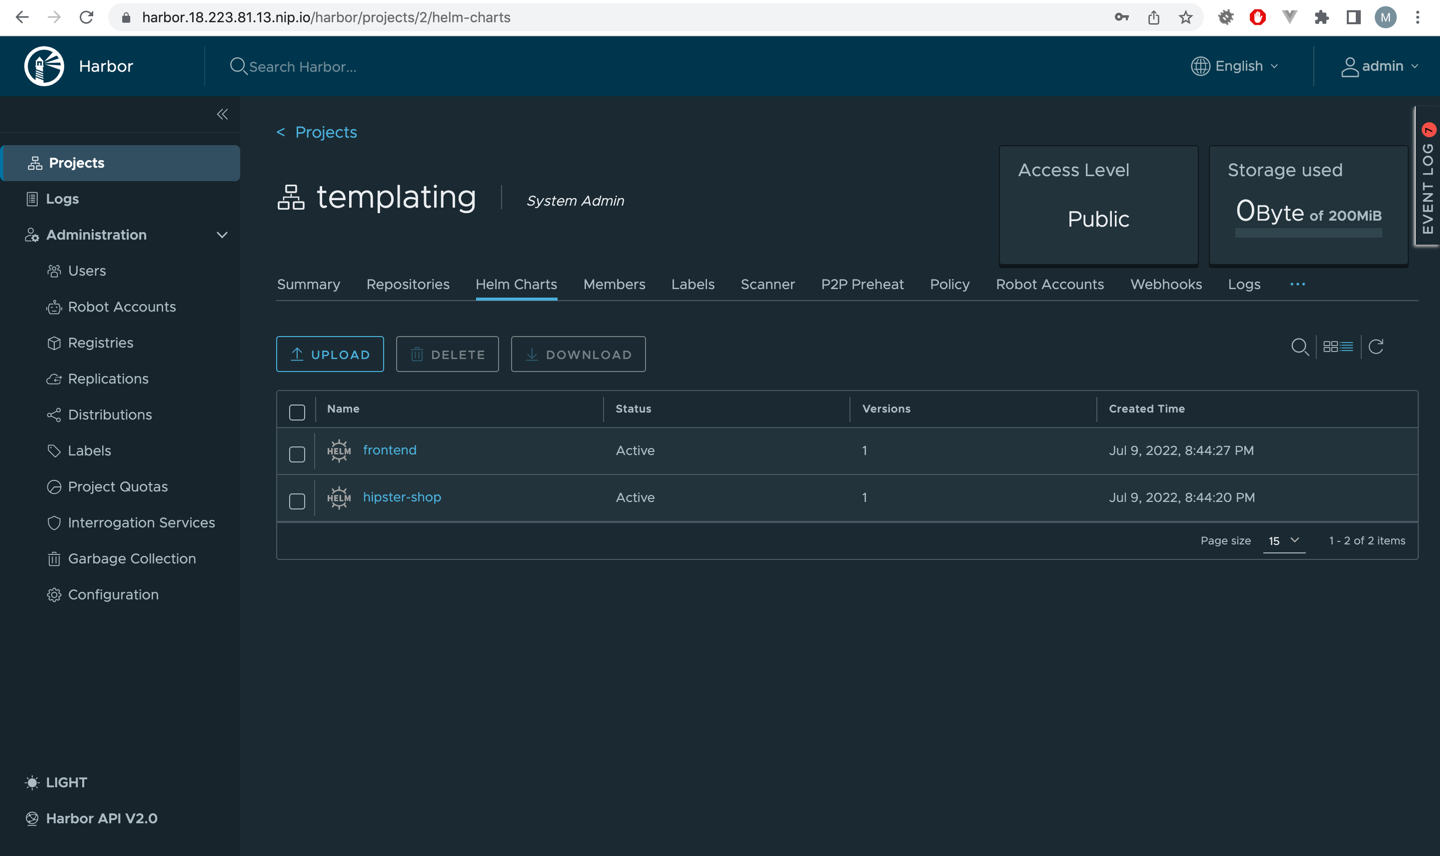 harbor.18.223.81.13.nip.io/harbor/projects/2/helm-charts
M
Harbor
Search Harbor...
English
admin
Projects
Logs
Administration
Users
Robot Accounts
Registries
Replications
Distributions
Labels
Project Quotas
Interrogation Services
Garbage Collection
Configuration
LIGHT
Harbor API V2.0
< Projects
templating
System Admin
Access Level
Public
Storage used
0Byte of 200MiB
EVENT LOG 7
Summary Repositories Helm Charts Members Labels Scanner P2P Preheat Policy Robot Accounts Webhooks Logs ...
UPLOAD DELETE DOWNLOAD
Name Status Versions Created Time
HELM frontend Active 1 Jul 9, 2022, 8:44:27 PM
HELM hipster-shop Active 1 Jul 9, 2022, 8:44:20 PM
Page size 15 1 - 2 of 2 items